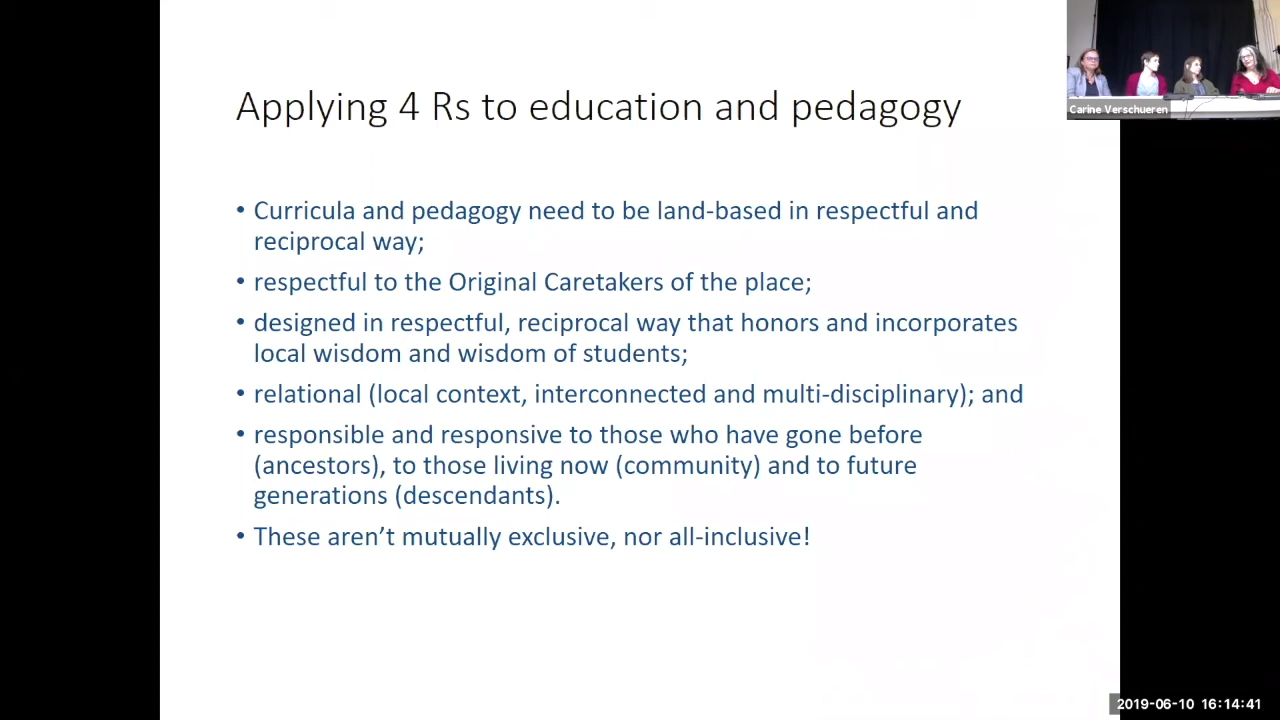 Applying 4 Rs to education and pedagogy
• Curricula and pedagogy need to be land-based in respectful and
reciprocal way;
• respectful to the Original Caretakers of the place;
• designed in respectful, reciprocal way that honors and incorporates
local wisdom and wisdom of students;
• relational (local context, interconnected and multi-disciplinary); and
• responsible and responsive to those who have gone before
(ancestors), to those living now (community) and to future
generations (descendants).
• These aren’t mutually exclusive, nor all-inclusive!
Carine Verschueren
2019-06-10 16:14:41